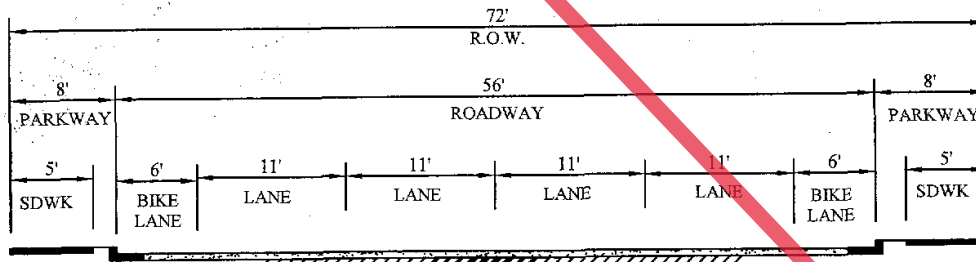 72'
R.O.W.
8' 56' 8'
PARKWAY ROADWAY PARKWAY
5' 6' 11' 11' 11' 11' 6' 5'
SDWK BIKE LANE LANE LANE LANE BIKE SDWK
LANE LANE